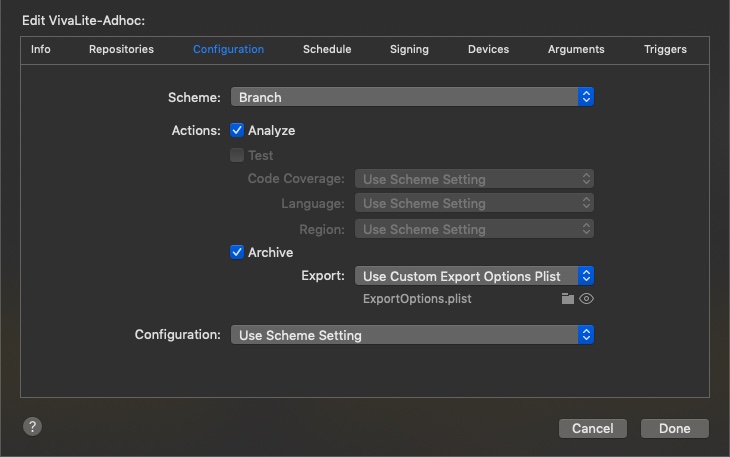 Edit VivaLite-Adhoc:
Info Repositories Configuration Schedule Signing Devices Arguments Triggers
Scheme: Branch
Actions: Analyze
Test
Code Coverage: Use Scheme Setting
Language: Use Scheme Setting
Region: Use Scheme Setting
Archive
Export: Use Custom Export Options Plist
ExportOptions.plist
Configuration: Use Scheme Setting
? Cancel Done